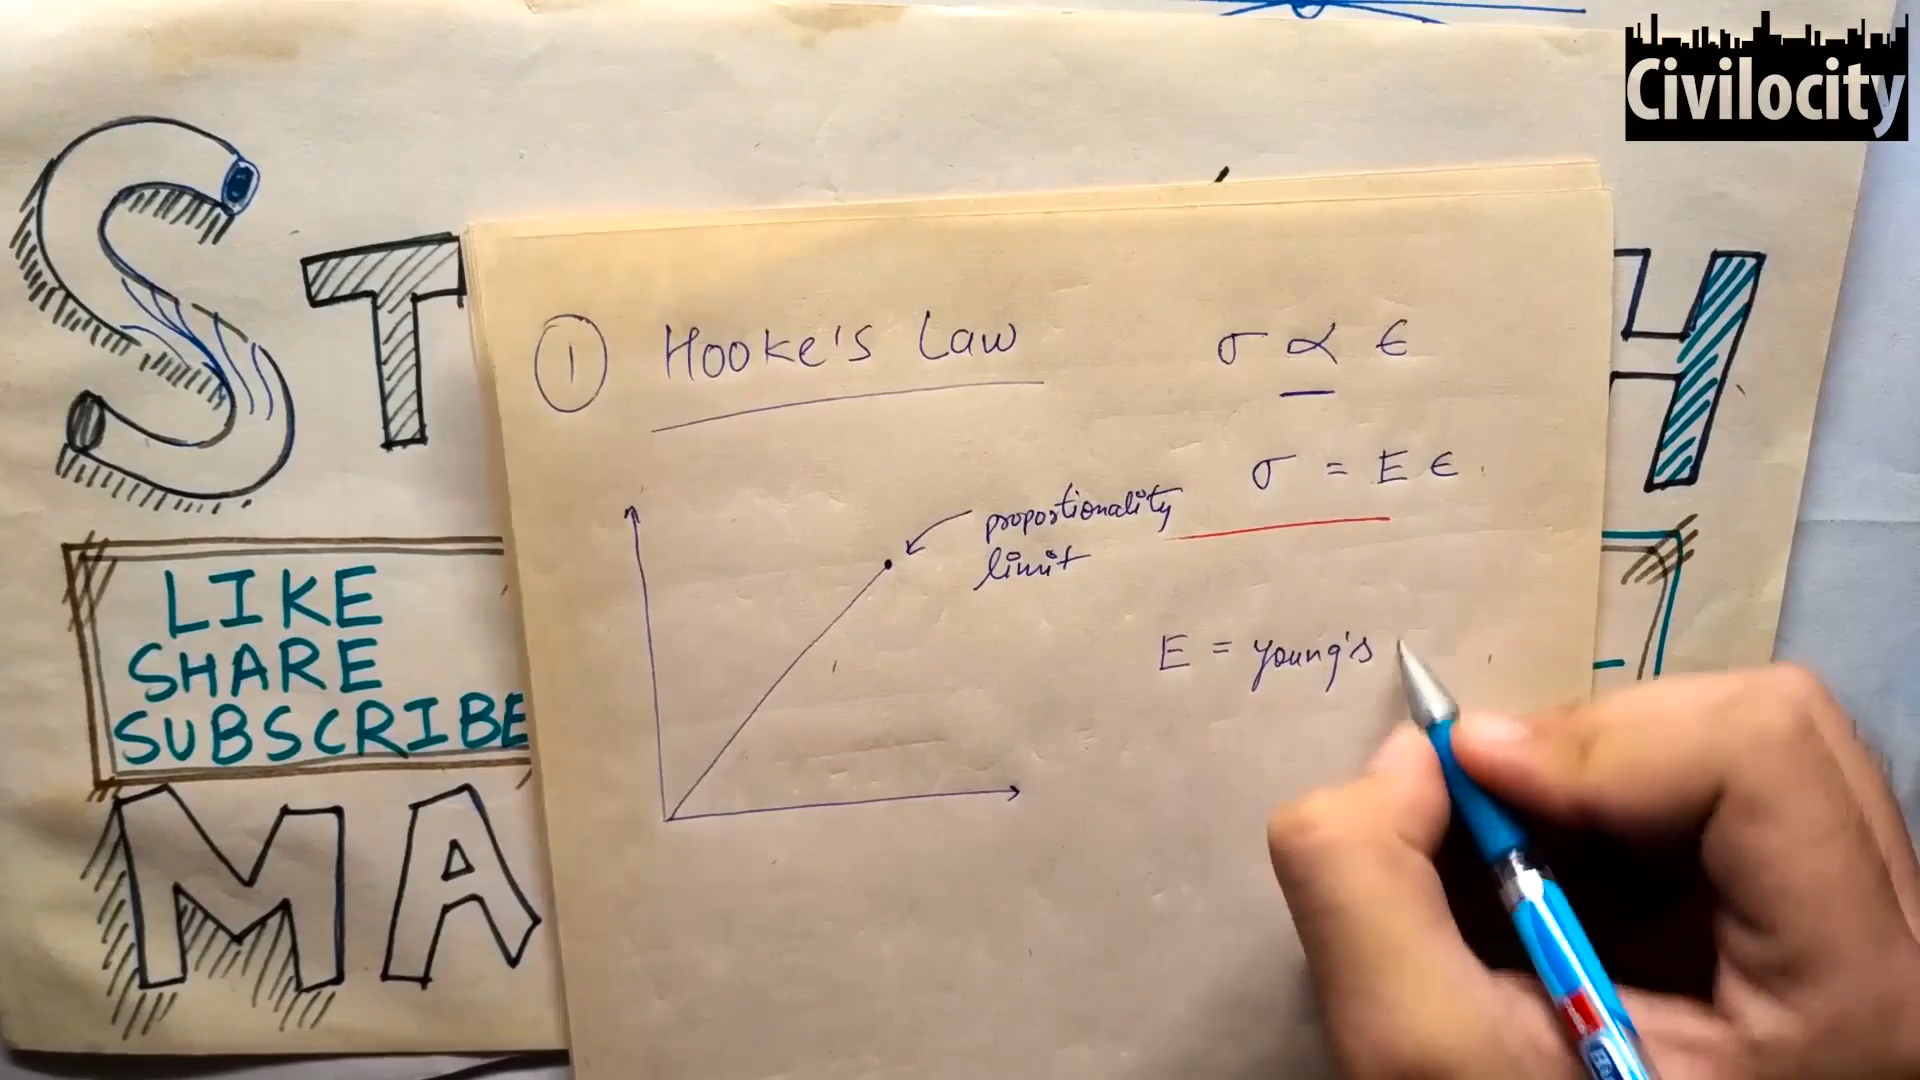 Civilocity
ST
H
① Hooke's Law
σ ∝ ϵ
σ = E ϵ
proportionality
limit
E = young's
LIKE
SHARE
SUBSCRIBE
MA